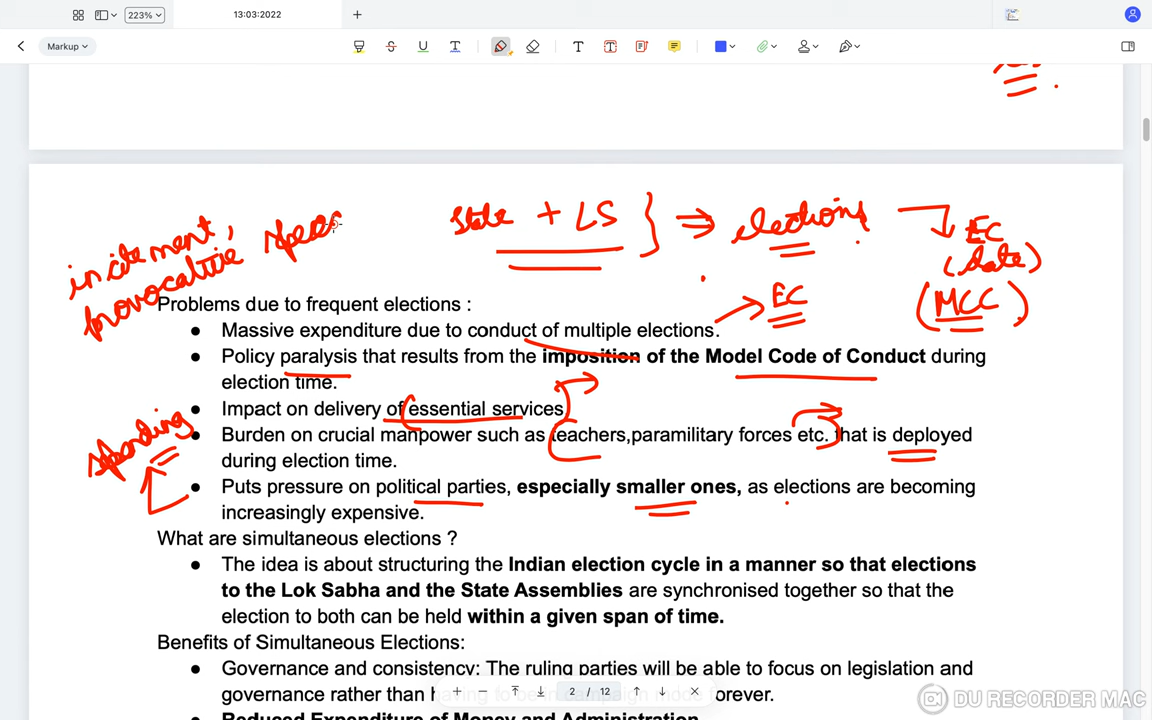 223%
13:03:2022
Markup
State + LS } ⇒ elections
EC
(date)
(MCC)
EC
incitement,
provocative
Problems due to frequent elections :
● Massive expenditure due to conduct of multiple elections.
● Policy paralysis that results from the imposition of the Model Code of Conduct during
election time.
● Impact on delivery of essential services
● Burden on crucial manpower such as teachers,paramilitary forces etc. that is deployed
during election time.
spending
● Puts pressure on political parties, especially smaller ones, as elections are becoming
increasingly expensive.
What are simultaneous elections ?
● The idea is about structuring the Indian election cycle in a manner so that elections
to the Lok Sabha and the State Assemblies are synchronised together so that the
election to both can be held within a given span of time.
Benefits of Simultaneous Elections:
● Governance and consistency: The ruling parties will be able to focus on legislation and
governance rather than forever.
2 / 12
● Reduced Expenditure of Money and Administration
DU RECORDER MAC